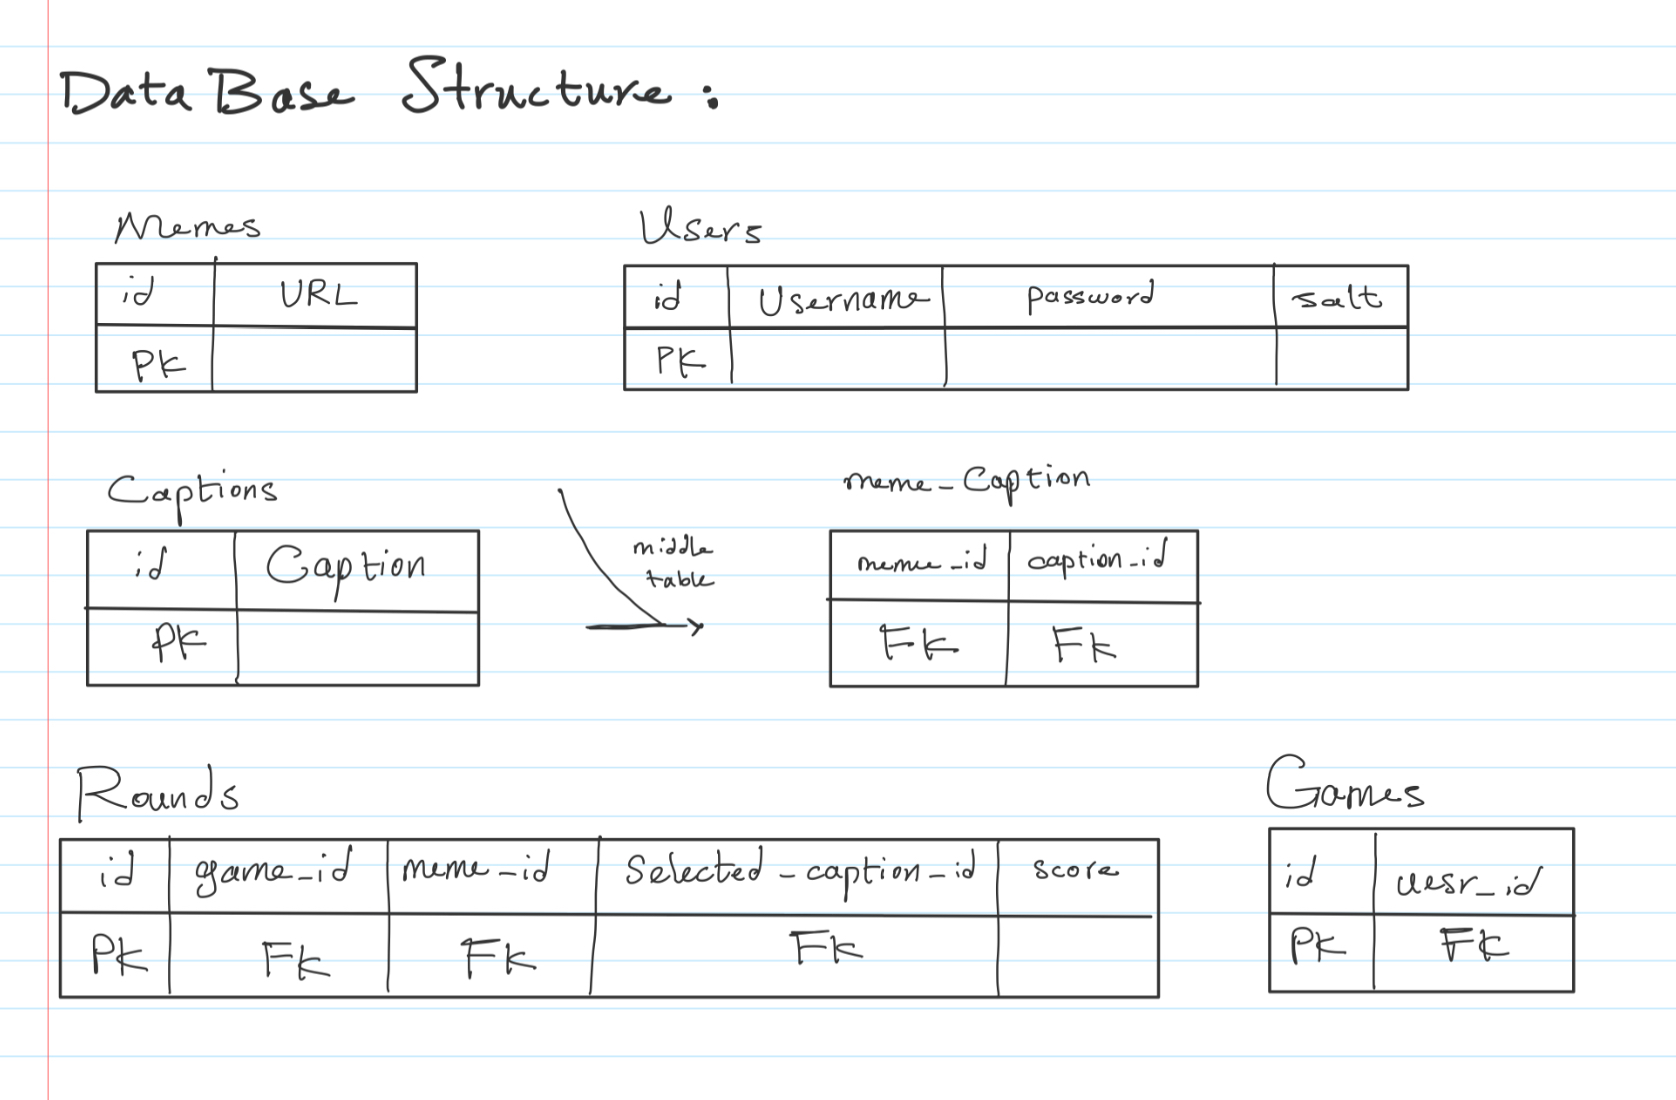 Data Base Structure :
Memes
id URL
PK
Users
id Username password salt
PK
Captions
id Caption
PK
middle
table
meme_Caption
meme_id caption_id
FK FK
Rounds
id game_id meme_id Selected_caption_id score
PK FK FK FK
Games
id uesr_id
PK FK